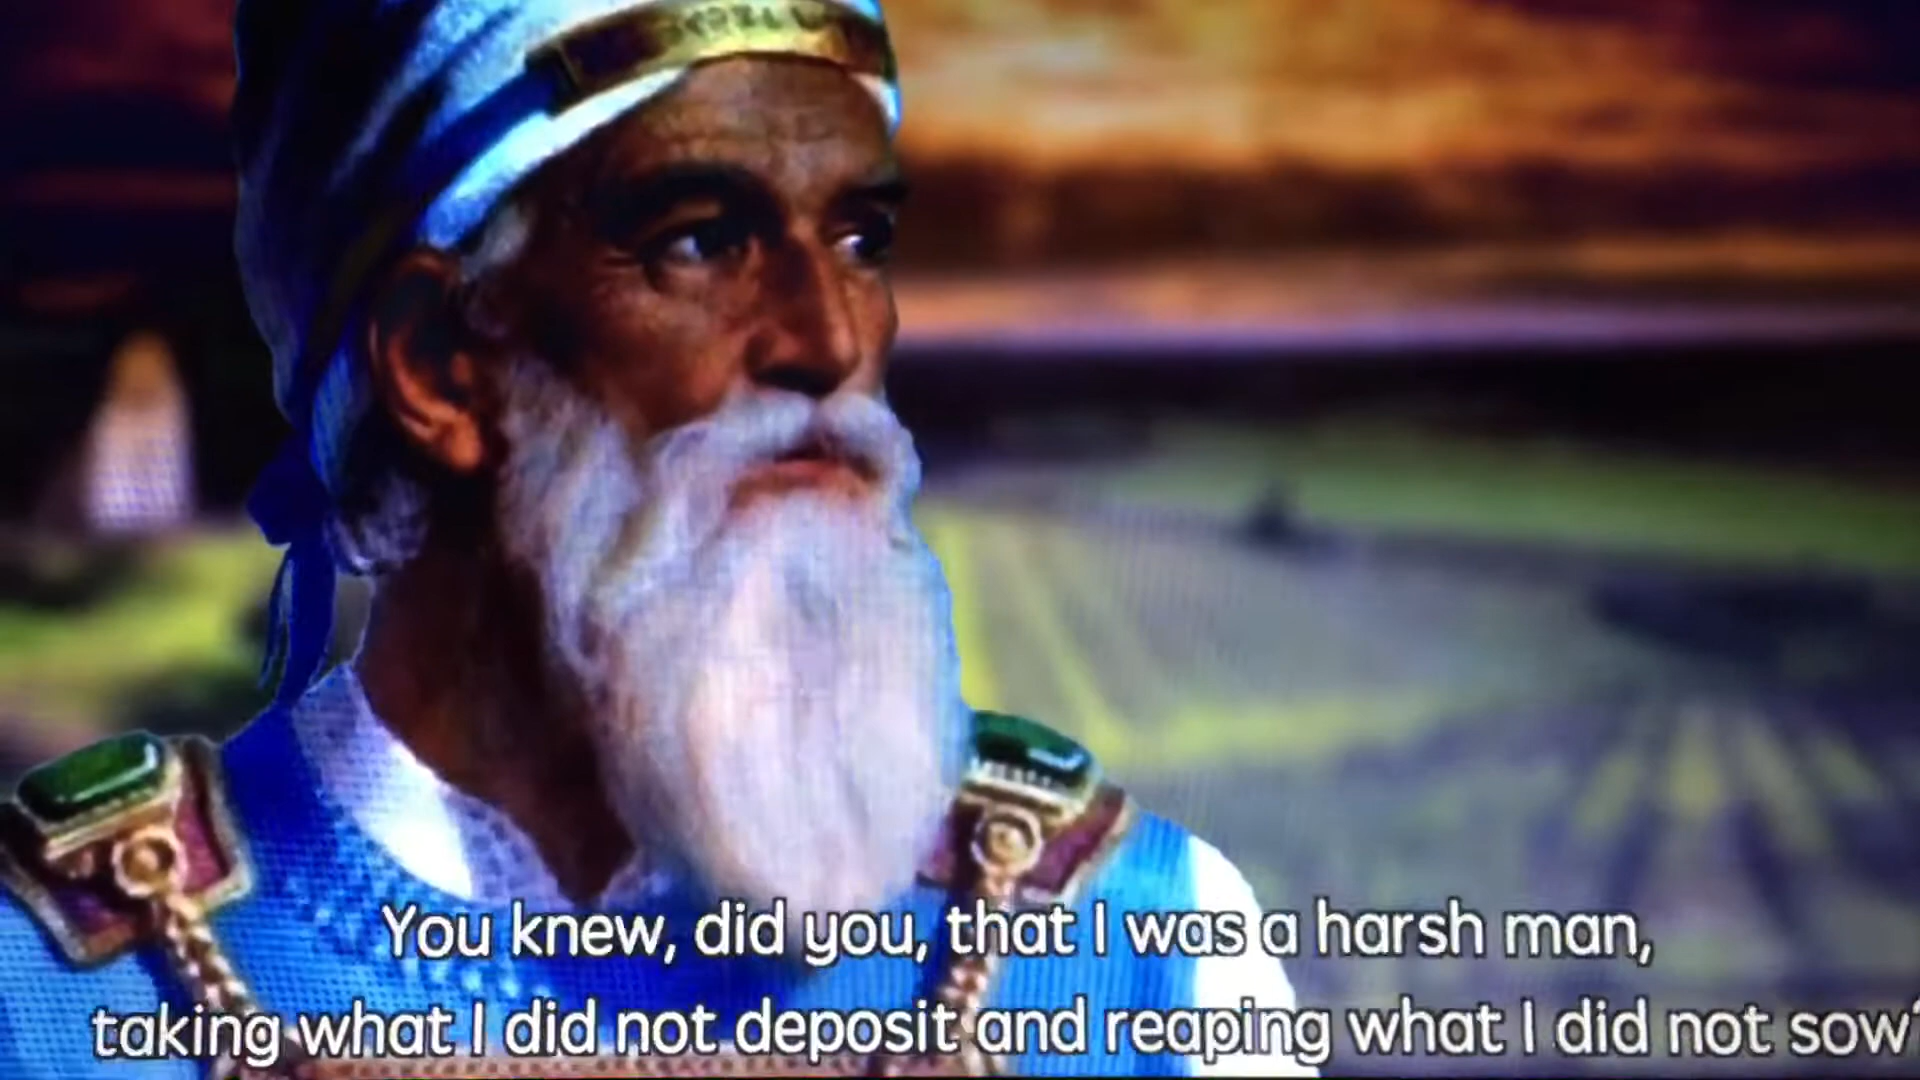 You knew, did you, that I was a harsh man,
taking what I did not deposit and reaping what I did not sow?